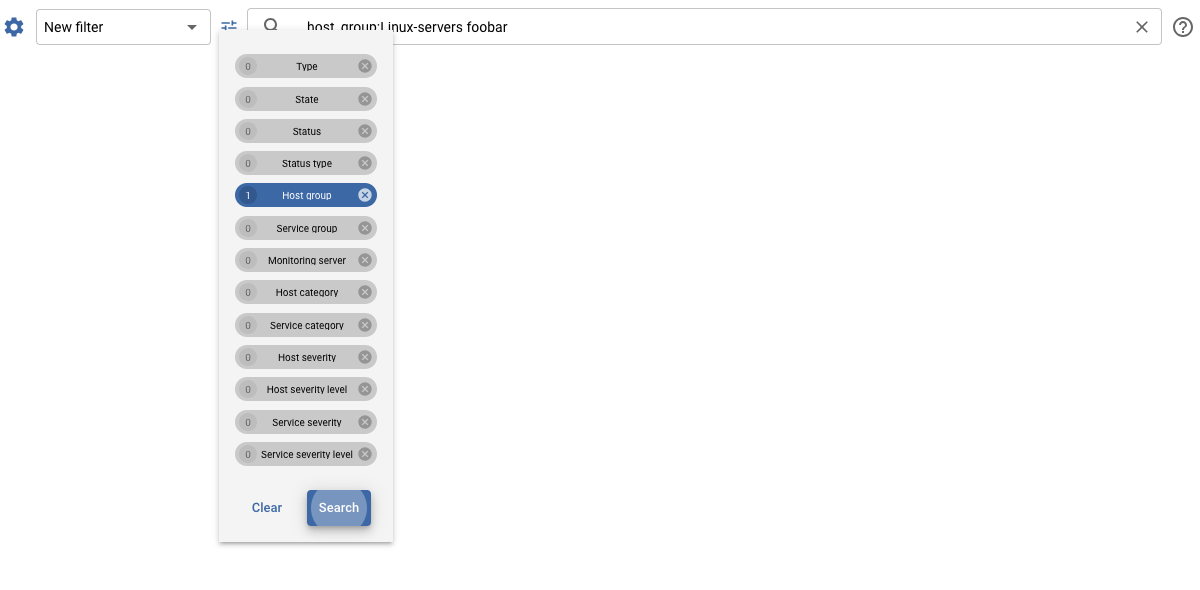 New filter
host_group:Linux-servers foobar
0 Type
0 State
0 Status
0 Status type
1 Host group
0 Service group
0 Monitoring server
0 Host category
0 Service category
0 Host severity
0 Host severity level
0 Service severity
0 Service severity level
Clear Search